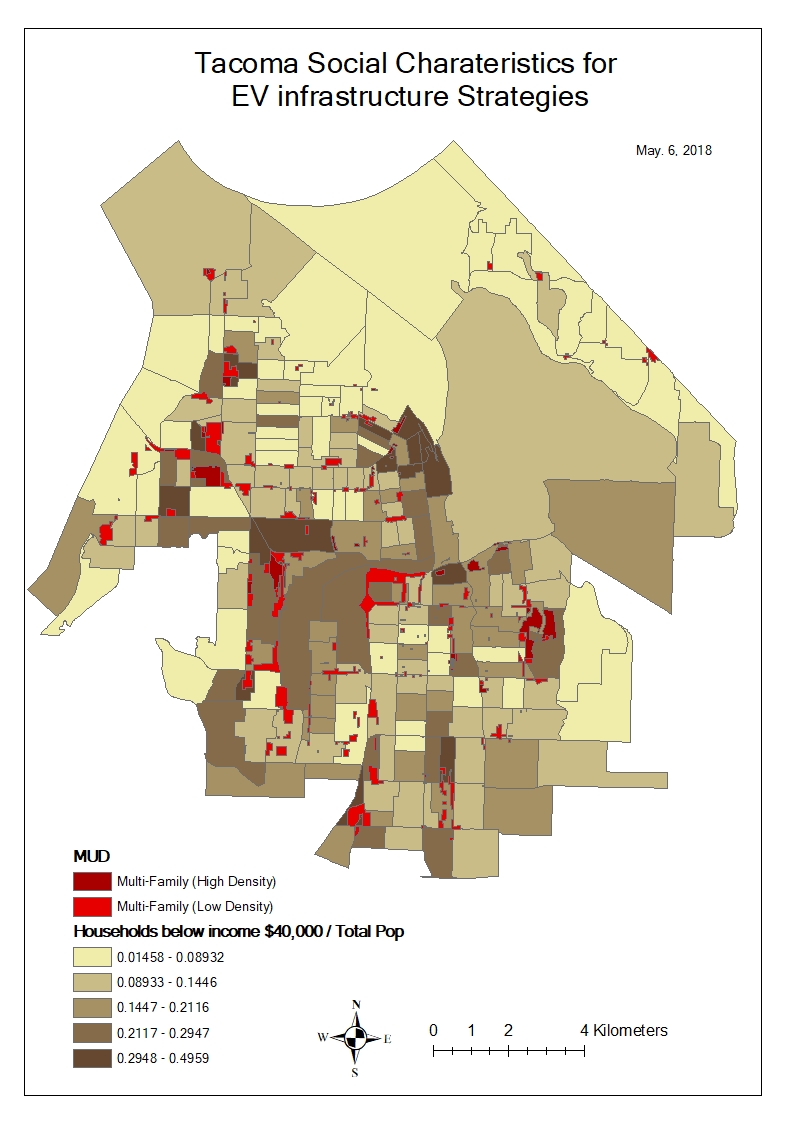 Tacoma Social Charateristics for
EV infrastructure Strategies
May. 6, 2018
MUD
Multi-Family (High Density)
Multi-Family (Low Density)
Households below income $40,000 / Total Pop
0.01458 - 0.08932
0.08933 - 0.1446
0.1447 - 0.2116
0.2117 - 0.2947
0.2948 - 0.4959
N
W
E
S
0 1 2 4 Kilometers